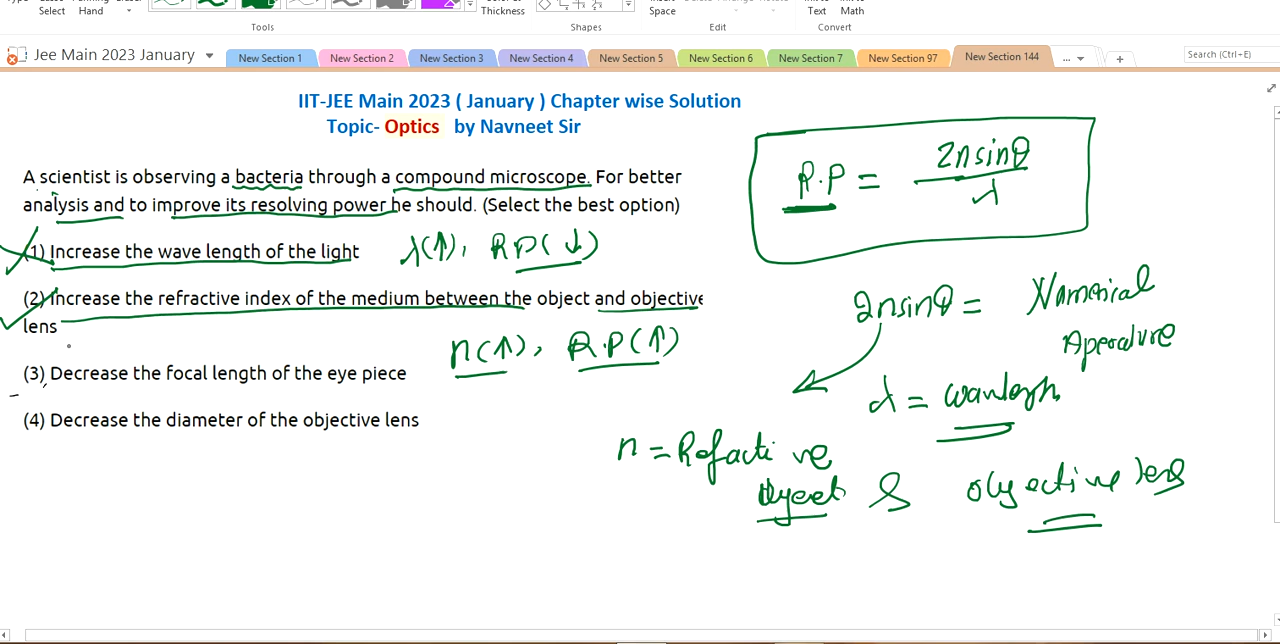 Select
Hand
Thickness
Space
Text
Math
Tools
Shapes
Edit
Convert
Jee Main 2023 January
New Section 1
New Section 2
New Section 3
New Section 4
New Section 5
New Section 6
New Section 7
New Section 97
New Section 144
...
+
Search (Ctrl+E)
IIT-JEE Main 2023 ( January ) Chapter wise Solution
Topic- Optics by Navneet Sir
A scientist is observing a bacteria through a compound microscope. For better
analysis and to improve its resolving power he should. (Select the best option)
(1) Increase the wave length of the light
λ(↑), RP(↓)
(2) Increase the refractive index of the medium between the object and objective
lens
n(↑), R.P(↑)
(3) Decrease the focal length of the eye piece
(4) Decrease the diameter of the objective lens
R.P = 2nsinθ / λ
2nsinθ = Numerical
Aperature
λ =
n = Refactive
& objective lens